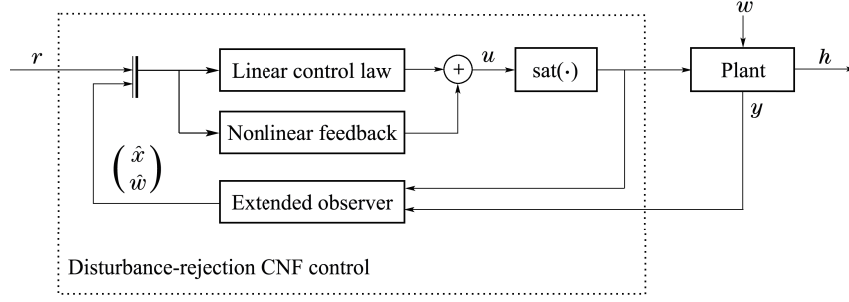 w
r
Linear control law
+
u
sat(·)
Plant
h
Nonlinear feedback
y
x̂
ŵ
Extended observer
Disturbance-rejection CNF control